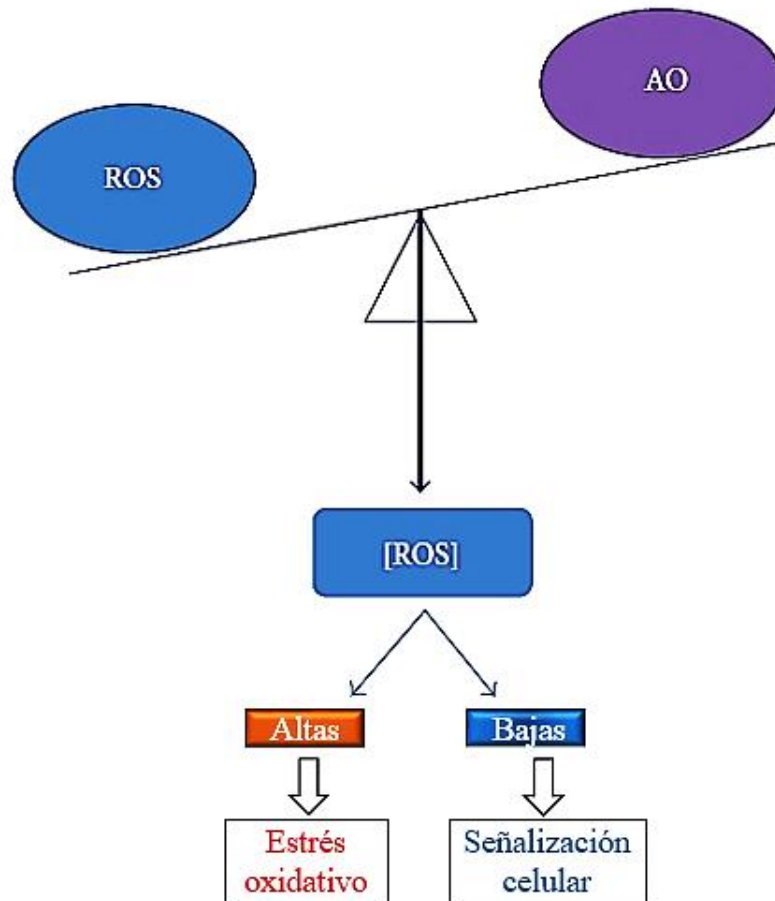 AO
ROS
[ROS]
Altas
Bajas
Estrés
oxidativo
Señalización
celular